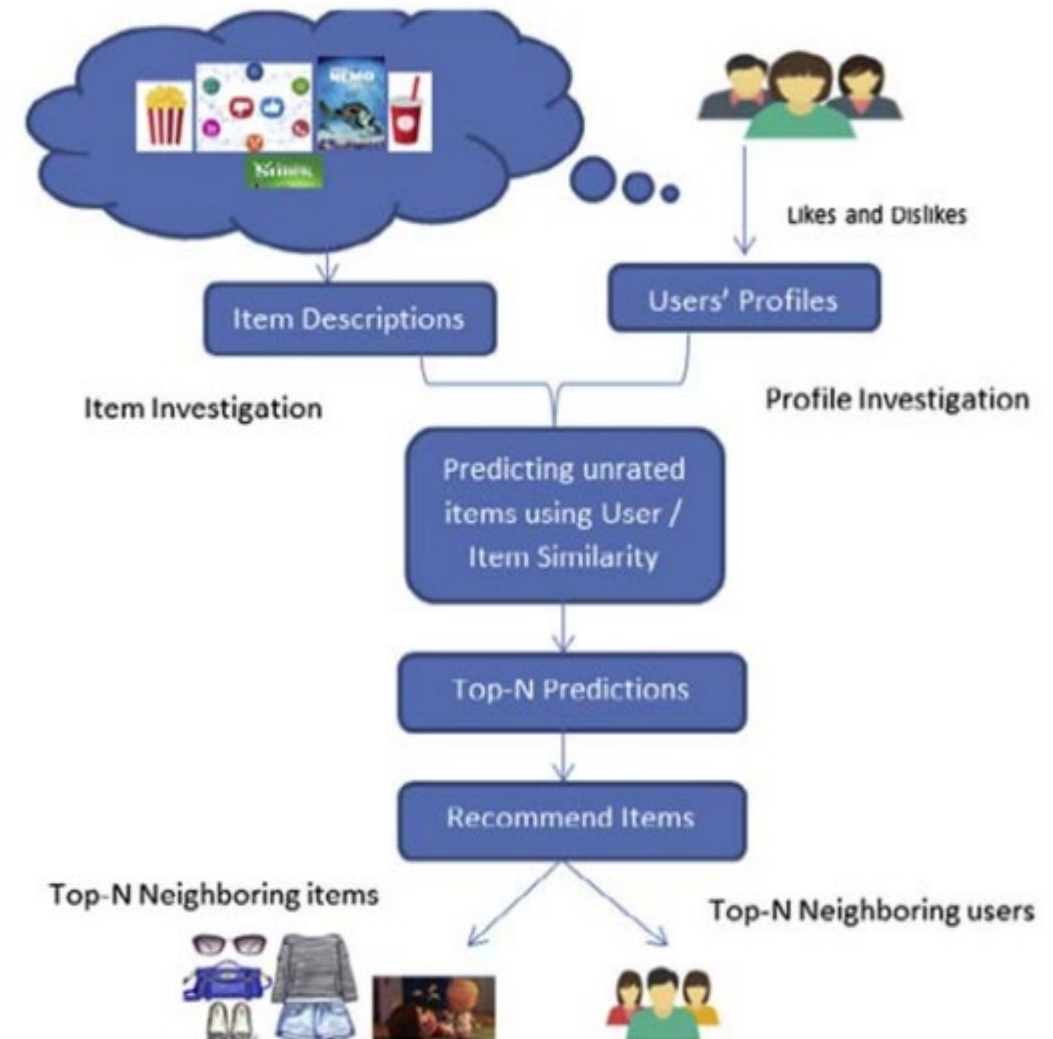 NEMO
Likes and Dislikes
Users' Profiles
Item Descriptions
Item Investigation
Profile Investigation
Predicting unrated
items using User /
Item Similarity
Top-N Predictions
Recommend Items
Top-N Neighboring items
Top-N Neighboring users